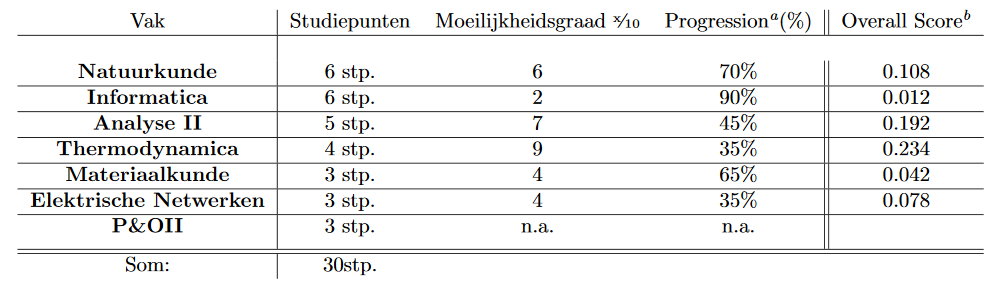 Vak Studiepunten Moeilijkheidsgraad x/10 Progression^a(%) Overall Score^b
Natuurkunde 6 stp. 6 70% 0.108
Informatica 6 stp. 2 90% 0.012
Analyse II 5 stp. 7 45% 0.192
Thermodynamica 4 stp. 9 35% 0.234
Materiaalkunde 3 stp. 4 65% 0.042
Elektrische Netwerken 3 stp. 4 35% 0.078
P&OII 3 stp. n.a. n.a.
Som: 30stp.